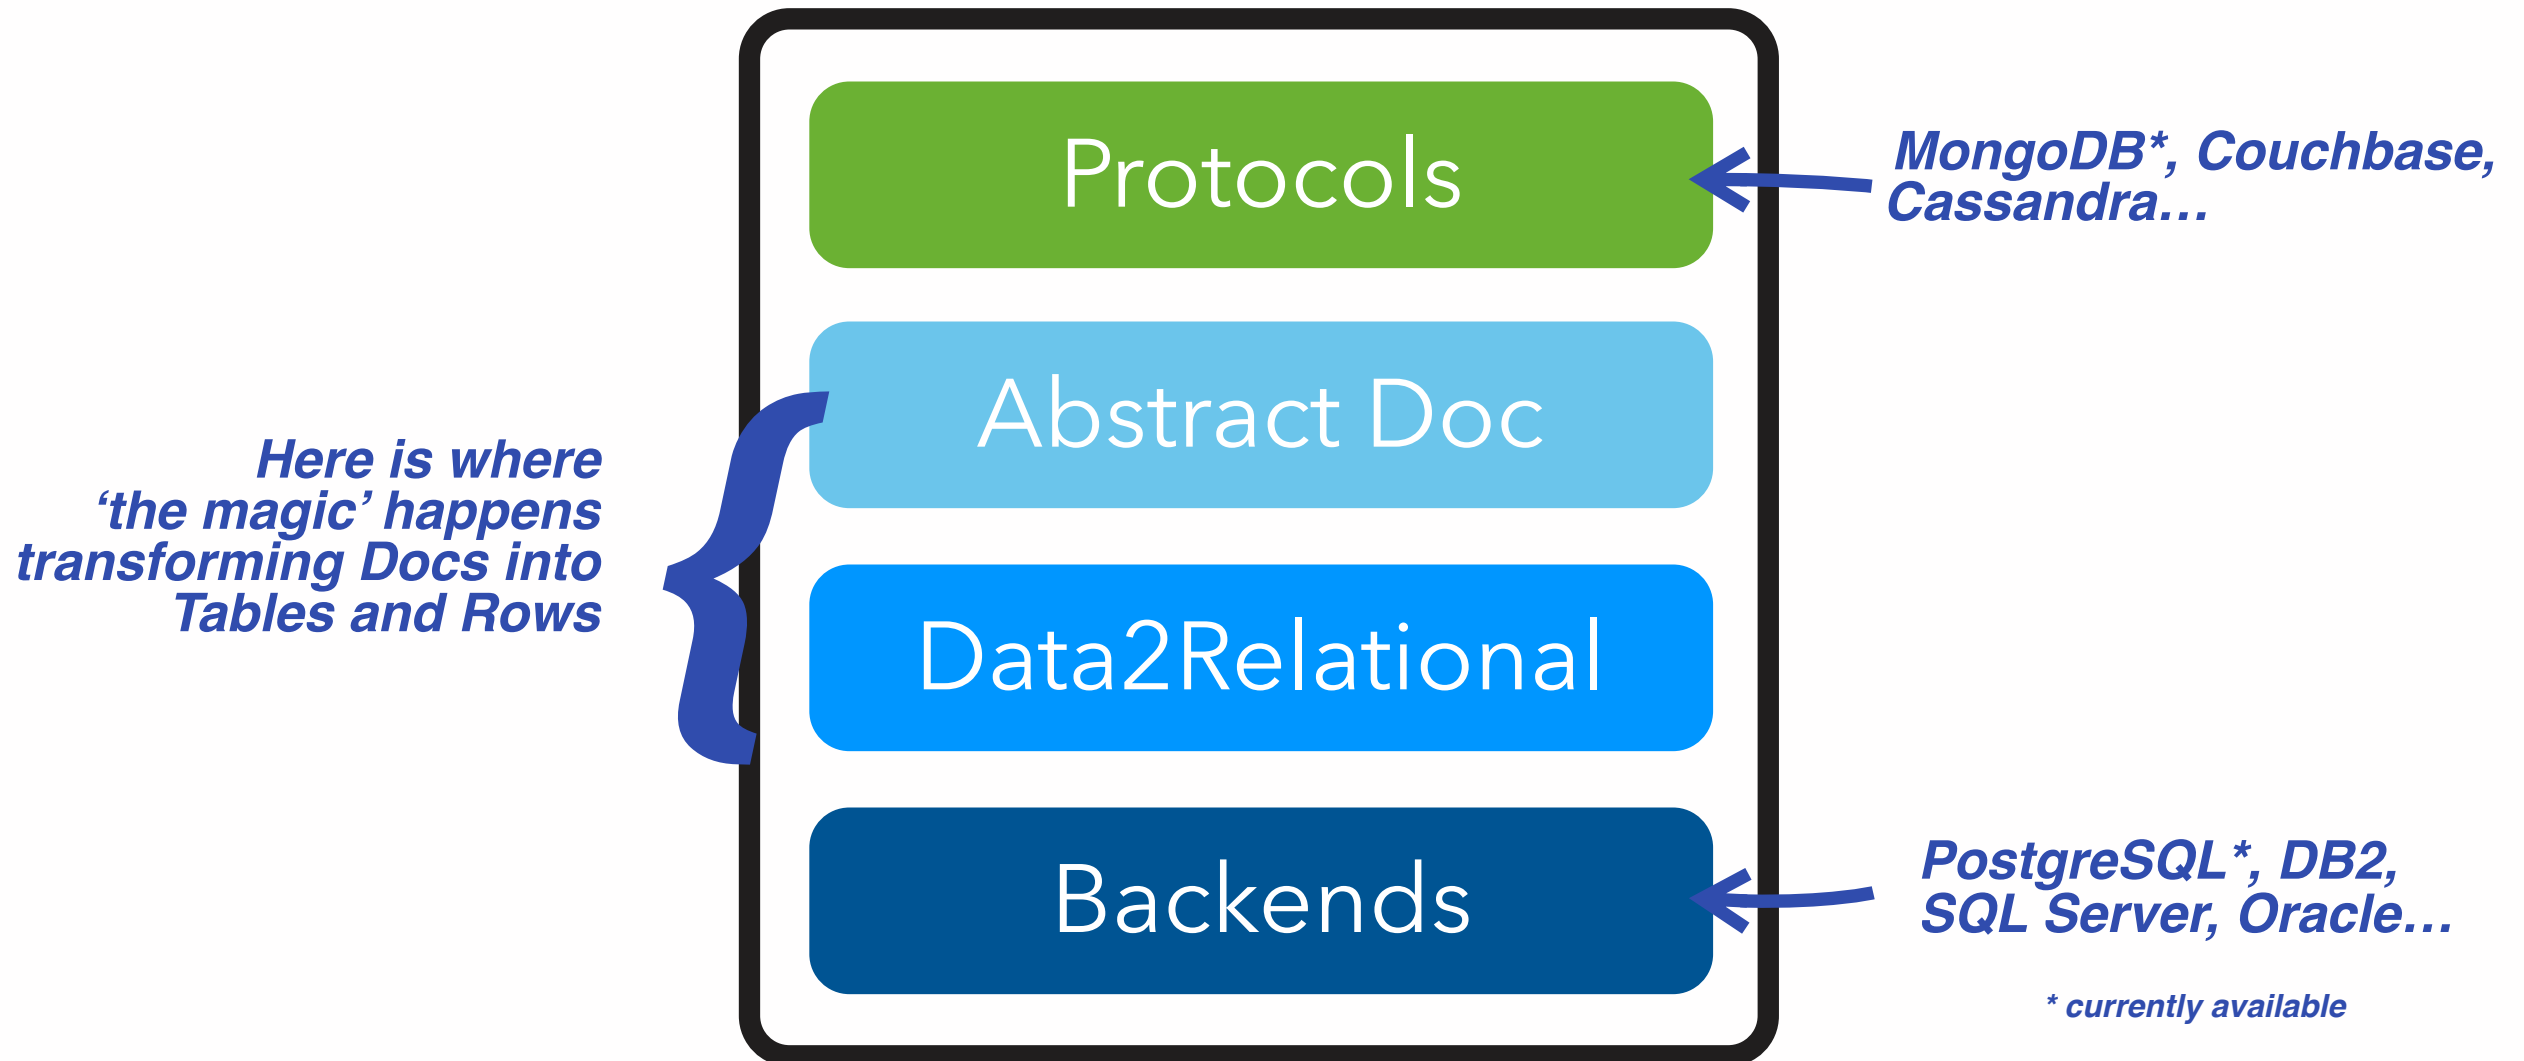 Protocols
MongoDB*, Couchbase,
Cassandra…
Abstract Doc
Here is where
‘the magic’ happens
transforming Docs into
Tables and Rows
Data2Relational
Backends
PostgreSQL*, DB2,
SQL Server, Oracle…
* currently available